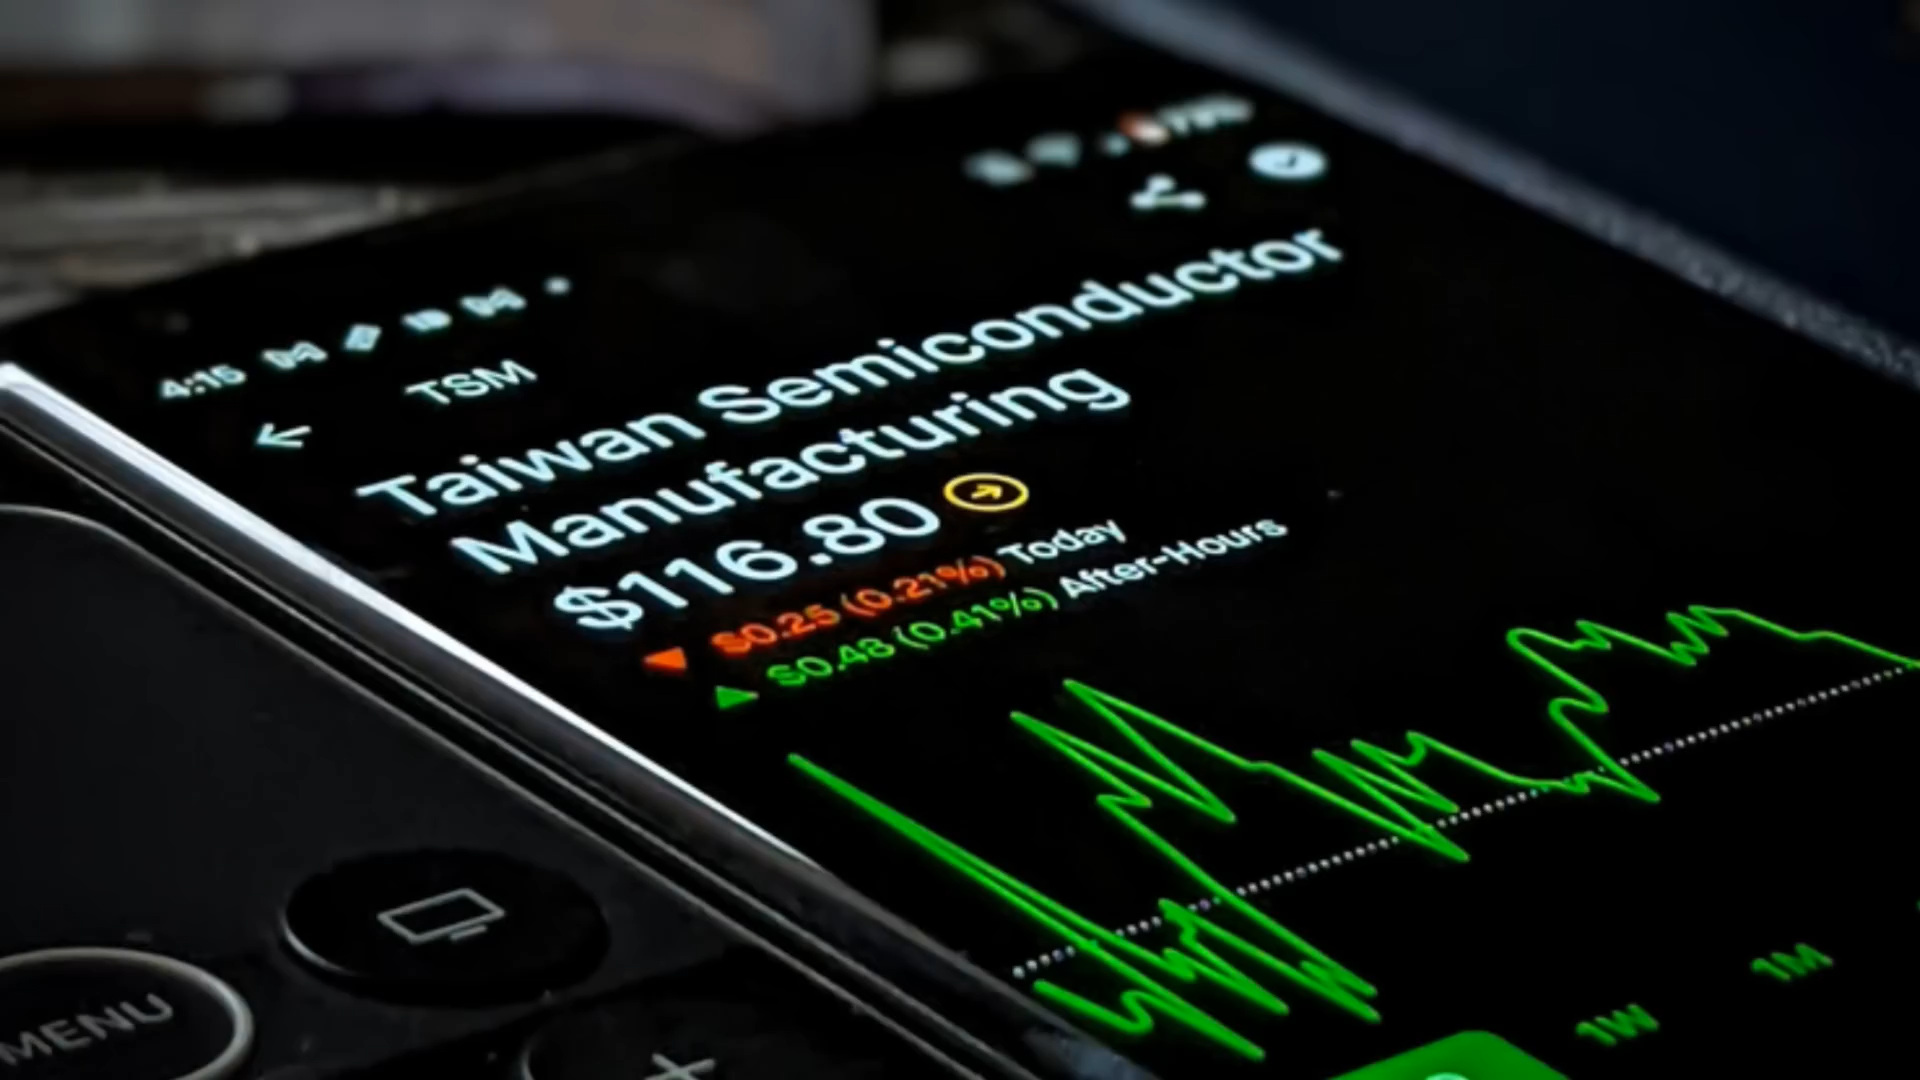 4:15
TSM
Taiwan Semiconductor
Manufacturing
$116.80
$0.25 (0.21%) Today
$0.48 (0.41%) After-Hours
1W
1M
MENU
+